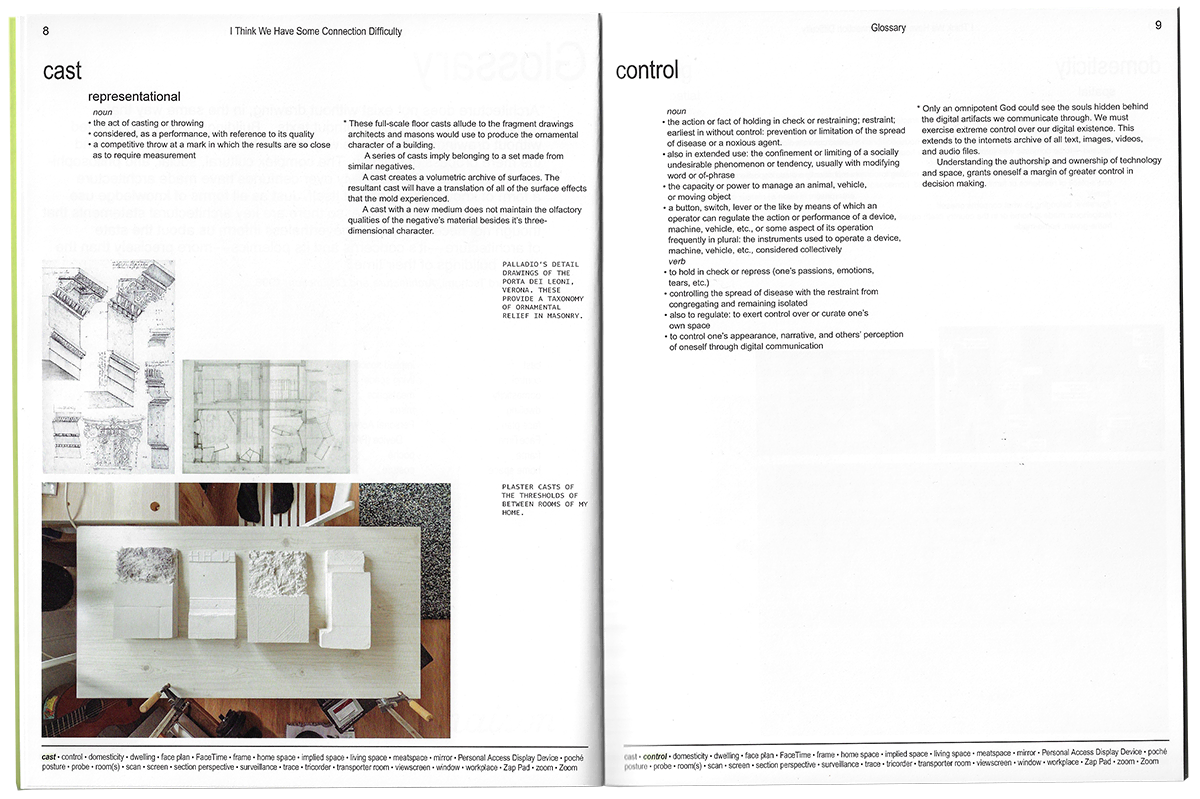 8
I Think We Have Some Connection Difficulty
cast
representational
noun
• the act of casting or throwing
• considered, as a performance, with reference to its quality
• a competitive throw at a mark in which the results are so close
as to require measurement
* These full-scale floor casts allude to the fragment drawings
architects and masons would use to produce the ornamental
character of a building.
A series of casts imply belonging to a set made from
similar negatives.
A cast creates a volumetric archive of surfaces. The
resultant cast will have a translation of all of the surface effects
that the mold experienced.
A cast with a new medium does not maintain the olfactory
qualities of the negative's material besides it's three-
dimensional character.
PALLADIO'S DETAIL
DRAWINGS OF THE
PORTA DEI LEONI,
VERONA. THESE
PROVIDE A TAXONOMY
OF ORNAMENTAL
RELIEF IN MASONRY.
PLASTER CASTS OF
THE THRESHOLDS OF
BETWEEN ROOMS OF MY
HOME.
cast • control • domesticity • dwelling • face plan • FaceTime • frame • home space • implied space • living space • meatspace • mirror • Personal Access Display Device • poché
posture • probe • room(s) • scan • screen • section perspective • surveillance • trace • tricorder • transporter room • viewscreen • window • workplace • Zap Pad • zoom • Zoom
Glossary
9
control
noun
• the action or fact of holding in check or restraining; restraint;
earliest in without control: prevention or limitation of the spread
of disease or a noxious agent.
• also in extended use: the confinement or limiting of a socially
undesirable phenomenon or tendency, usually with modifying
word or of-phrase
• the capacity or power to manage an animal, vehicle,
or moving object
• a button, switch, lever or the like by means of which an
operator can regulate the action or performance of a device,
machine, vehicle, etc., or some aspect of its operation
frequently in plural: the instruments used to operate a device,
machine, vehicle, etc., considered collectively
verb
• to hold in check or repress (one's passions, emotions,
tears, etc.)
• controlling the spread of disease with the restraint from
congregating and remaining isolated
• also to regulate: to exert control over or curate one's
own space
• to control one's appearance, narrative, and others' perception
of oneself through digital communication
* Only an omnipotent God could see the souls hidden behind
the digital artifacts we communicate through. We must
exercise extreme control over our digital existence. This
extends to the internets archive of all text, images, videos,
and audio files.
Understanding the authorship and ownership of technology
and space, grants oneself a margin of greater control in
decision making.
cast • control • domesticity • dwelling • face plan • FaceTime • frame • home space • implied space • living space • meatspace • mirror • Personal Access Display Device • poché
posture • probe • room(s) • scan • screen • section perspective • surveillance • trace • tricorder • transporter room • viewscreen • window • workplace • Zap Pad • zoom • Zoom